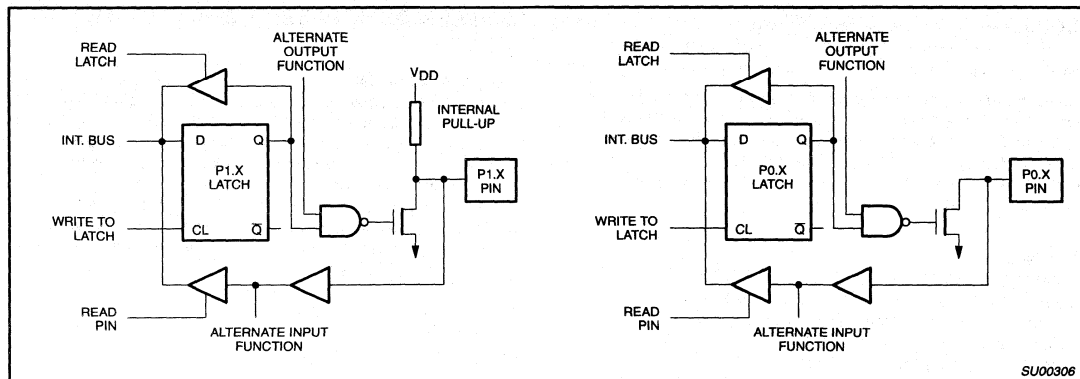 READ
LATCH
ALTERNATE
OUTPUT
FUNCTION
VDD
INTERNAL
PULL-UP
INT. BUS
D
Q
P1.X
LATCH
P1.X
PIN
WRITE TO
LATCH
CL
Q̅
READ
PIN
ALTERNATE INPUT
FUNCTION
READ
LATCH
ALTERNATE
OUTPUT
FUNCTION
INT. BUS
D
Q
P0.X
LATCH
P0.X
PIN
WRITE TO
LATCH
CL
Q̅
READ
PIN
ALTERNATE INPUT
FUNCTION
SU00306